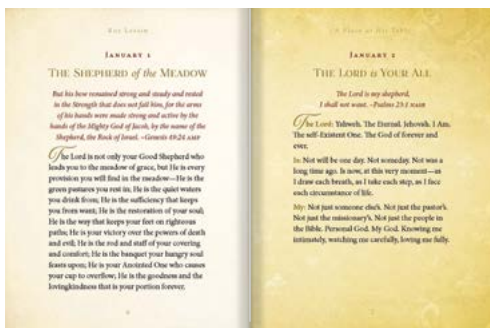 Roy Lessin
January 1
The Shepherd of the Meadow
But his bow remained strong and steady and rested
in the Strength that does not fail him, for the arms
of his hands were made strong and active by the
hands of the Mighty God of Jacob, by the name of the
Shepherd, the Rock of Israel. –Genesis 49:24 AMP
The Lord is not only your Good Shepherd who
leads you to the meadow of grace, but He is every
provision you will find in the meadow—He is the
green pastures you rest in; He is the quiet waters
you drink from; He is the sufficiency that keeps
you from want; He is the restoration of your soul;
He is the way that keeps your feet on righteous
paths; He is your victory over the powers of death
and evil; He is the rod and staff of your covering
and comfort; He is the banquet your hungry soul
feasts upon; He is your Anointed One who causes
your cup to overflow; He is the goodness and the
lovingkindness that is your portion forever.
A Place at His Table
January 2
The Lord is Your All
The Lord is my shepherd,
I shall not want. –Psalms 23:1 NASB
The Lord: Yahweh. The Eternal. Jehovah. I Am.
The self-Existent One. The God of forever and
ever.
Is: Not will be one day. Not someday. Not was a
long time ago. Is now, at this very moment—as
I draw each breath, as I take each step, as I face
each circumstance of life.
My: Not just someone else's. Not just the pastor's.
Not just the missionary's. Not just the people in
the Bible. Personal God. My God. Knowing me
intimately, watching me carefully, loving me fully.